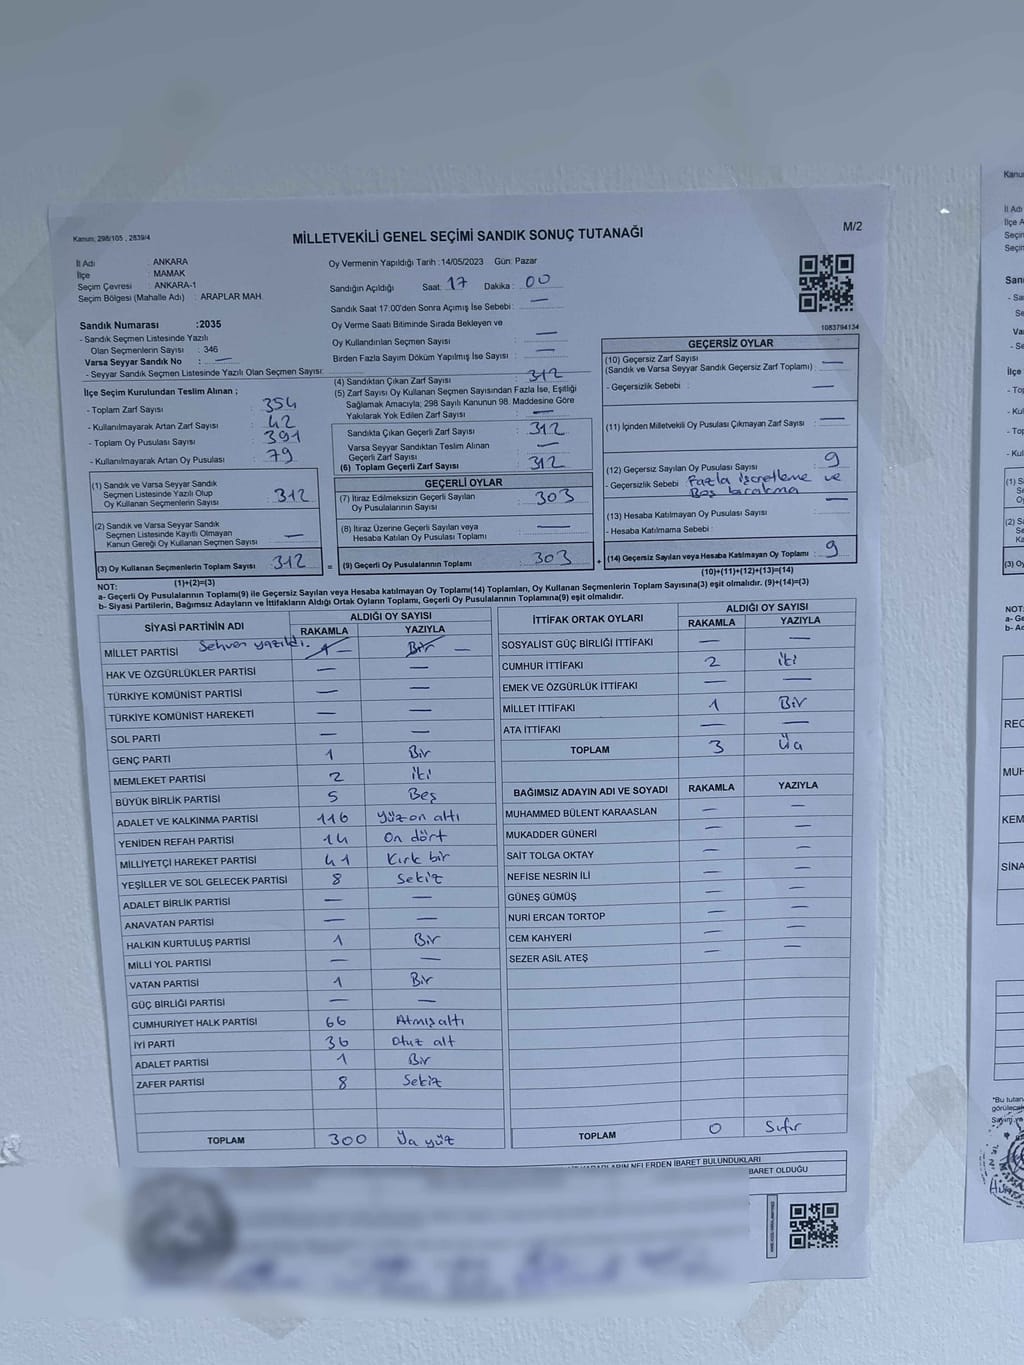 Kanun, 298/105 , 2839/4
MİLLETVEKİLİ GENEL SEÇİMİ SANDIK SONUÇ TUTANAĞI
M/2
İl Adı : ANKARA
İlçe : MAMAK
Seçim Çevresi : ANKARA-1
Seçim Bölgesi (Mahalle Adı) : ARAPLAR MAH.
Sandık Numarası :2035
- Sandık Seçmen Listesinde Yazılı
Olan Seçmenlerin Sayısı : 346
Varsa Seyyar Sandık No : —
- Seyyar Sandık Seçmen Listesinde Yazılı Olan Seçmen Sayısı:
İlçe Seçim Kurulundan Teslim Alınan ;
- Toplam Zarf Sayısı : 354
- Kullanılmayarak Artan Zarf Sayısı : 42
- Toplam Oy Pusulası Sayısı : 391
- Kullanılmayarak Artan Oy Pusulası : 79
Oy Vermenin Yapıldığı Tarih : 14/05/2023 Gün: Pazar
Sandığın Açıldığı Saat: 17 Dakika : 00
Sandık Saat 17:00'den Sonra Açımış İse Sebebi : —
Oy Verme Saati Bitiminde Sırada Bekleyen ve
Oy Kullandırılan Seçmen Sayısı : —
Birden Fazla Sayım Döküm Yapılmış İse Sayısı : —
(4) Sandıktan Çıkan Zarf Sayısı : 312
(5) Zarf Sayısı Oy Kullanan Seçmen Sayısından Fazla İse, Eşitliği
Sağlamak Amacıyla; 298 Sayılı Kanunun 98. Maddesine Göre
Yakılarak Yok Edilen Zarf Sayısı : —
Sandıkta Çıkan Geçerli Zarf Sayısı : 312
Varsa Seyyar Sandıktan Teslim Alınan
Geçerli Zarf Sayısı : —
(6) Toplam Geçerli Zarf Sayısı : 312
1083794134
GEÇERSİZ OYLAR
(10) Geçersiz Zarf Sayısı : —
(Sandık ve Varsa Seyyar Sandık Geçersiz Zarf Toplamı)
- Geçersizlik Sebebi : —
(11) İçinden Milletvekili Oy Pusulası Çıkmayan Zarf Sayısı : —
(12) Geçersiz Sayılan Oy Pusulası Sayısı : 9
- Geçersizlik Sebebi Fazla işaretleme ve
Boş bırakma
(13) Hesaba Katılmayan Oy Pusulası Sayısı : —
- Hesaba Katılmama Sebebi :
(14) Geçersiz Sayılan veya Hesaba Katılmayan Oy Toplamı : 9
(10)+(11)+(12)+(13)=(14)
(1) Sandık ve Varsa Seyyar Sandık
Seçmen Listesinde Yazılı Olup
Oy Kullanan Seçmenlerin Sayısı : 312
(2) Sandık ve Varsa Seyyar Sandık
Seçmen Listesinde Kayıtlı Olmayan
Kanun Gereği Oy Kullanan Seçmen Sayısı : —
(3) Oy Kullanan Seçmenlerin Toplam Sayısı : 312 =
(1)+(2)=(3)
GEÇERLİ OYLAR
(7) İtiraz Edilmeksizin Geçerli Sayılan
Oy Pusulalarının Sayısı : 303
(8) İtiraz Üzerine Geçerli Sayılan veya
Hesaba Katılan Oy Pusulası Toplamı : —
(9) Geçerli Oy Pusulalarının Toplamı : 303 +
NOT:
a- Geçerli Oy Pusulalarının Toplamı(9) ile Geçersiz Sayılan veya Hesaba katılmayan Oy Toplamı(14) Toplamları, Oy Kullanan Seçmenlerin Toplam Sayısına(3) eşit olmalıdır. (9)+(14)=(3)
b- Siyasi Partilerin, Bağımsız Adayların ve İttifakların Aldığı Ortak Oyların Toplamı, Geçerli Oy Pusulalarının Toplamına(9) eşit olmalıdır.
SİYASİ PARTİNİN ADI ALDIĞI OY SAYISI
RAKAMLA YAZIYLA
MİLLET PARTİSİ Sehven yazıldı. 1 — Bir —
HAK VE ÖZGÜRLÜKLER PARTİSİ — —
TÜRKİYE KOMÜNİST PARTİSİ — —
TÜRKİYE KOMÜNİST HAREKETİ — —
SOL PARTİ — —
GENÇ PARTİ 1 Bir
MEMLEKET PARTİSİ 2 iki
BÜYÜK BİRLİK PARTİSİ 5 Beş
ADALET VE KALKINMA PARTİSİ 116 yüz on altı
YENİDEN REFAH PARTİSİ 14 On dört
MİLLİYETÇİ HAREKET PARTİSİ 41 Kırk bir
YEŞİLLER VE SOL GELECEK PARTİSİ 8 Sekiz
ADALET BİRLİK PARTİSİ — —
ANAVATAN PARTİSİ — —
HALKIN KURTULUŞ PARTİSİ 1 Bir
MİLLİ YOL PARTİSİ — —
VATAN PARTİSİ 1 Bir
GÜÇ BİRLİĞİ PARTİSİ — —
CUMHURİYET HALK PARTİSİ 66 Atmış altı
İYİ PARTİ 36 Otuz alt
ADALET PARTİSİ 1 Bir
ZAFER PARTİSİ 8 Sekiz
TOPLAM 300 Üç yüz
İTTİFAK ORTAK OYLARI ALDIĞI OY SAYISI
RAKAMLA YAZIYLA
SOSYALİST GÜÇ BİRLİĞİ İTTİFAKI — —
CUMHUR İTTİFAKI 2 iki
EMEK VE ÖZGÜRLÜK İTTİFAKI — —
MİLLET İTTİFAKI 1 Bir
ATA İTTİFAKI — —
TOPLAM 3 Üç
BAĞIMSIZ ADAYIN ADI VE SOYADI RAKAMLA YAZIYLA
MUHAMMED BÜLENT KARAASLAN — —
MUKADDER GÜNERİ — —
SAİT TOLGA OKTAY — —
NEFİSE NESRİN İLİ — —
GÜNEŞ GÜMÜŞ — —
NURİ ERCAN TORTOP — —
CEM KAHYERİ — —
SEZER ASİL ATEŞ — —
TOPLAM 0 Sıfır
NELERDEN İBARET BULUNDUKLARI
BARET OLDUĞU
Kanu
İl Adı
İlçe A
Seçin
Seçin
REC
MUH
KEM
SİNA
*Bu tutan
görülecel